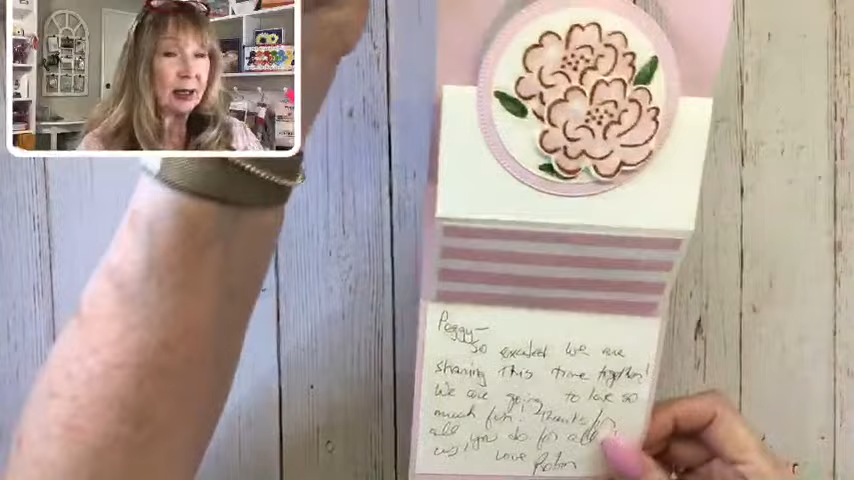 Peggy—
So excited we are
sharing this time together!
We are going to have so
much fun! Thanks for
all you do for all
us! Love Robin